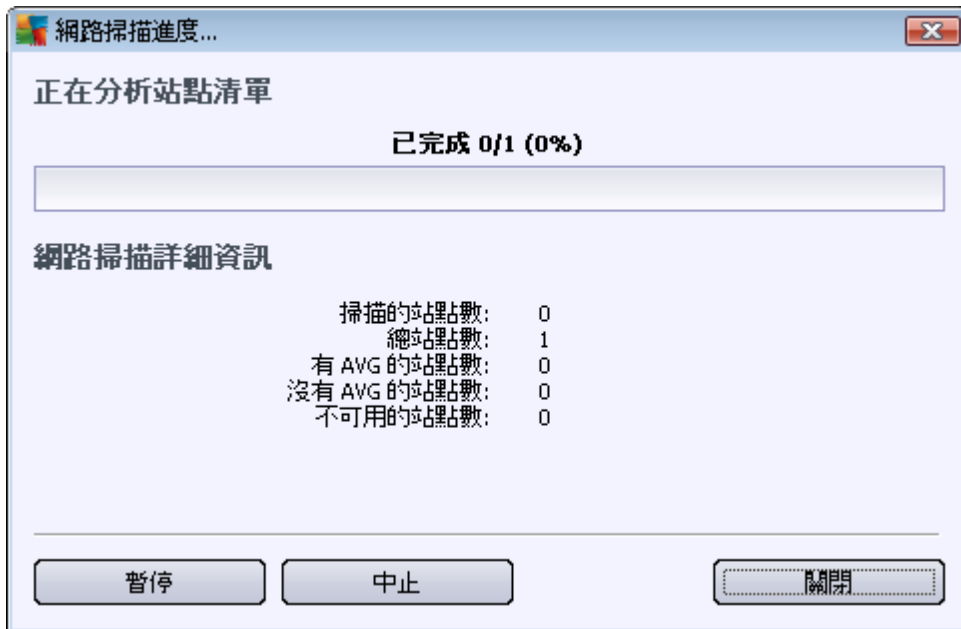 網路掃描進度...
正在分析站點清單
已完成 0/1 (0%)
網路掃描詳細資訊
掃描的站點數: 0
總站點數: 1
有 AVG 的站點數: 0
沒有 AVG 的站點數: 0
不可用的站點數: 0
暫停 中止 關閉